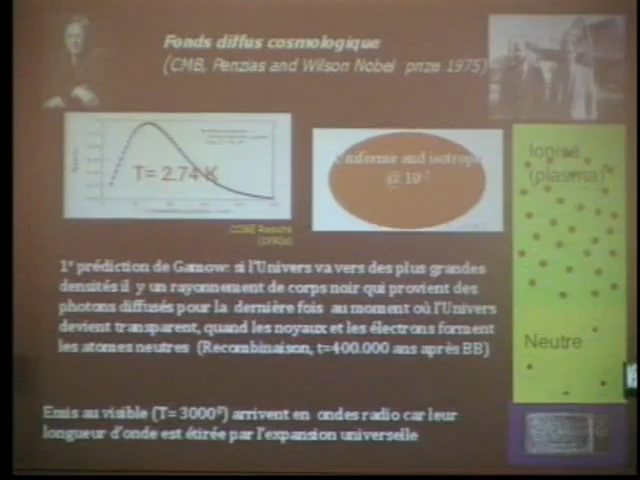 Fonds diffus cosmologique
(CMB, Penzias and Wilson Nobel prize 1975)
T= 2.74 K
Uniforme and isotrope
@ 10
COBE Results
(1990s)
Ionisé
(plasma)
1ᵉ prédiction de Gamow: si l'Univers va vers des plus grandes
densités il y un rayonnement de corps noir qui provient des
photons diffusés pour la dernière fois au moment où l'Univers
devient transparent, quand les noyaux et les électrons forment
les atomes neutres (Recombinaison, t=400.000 ans après BB)
Neutre
Emis au visible (T= 3000⁰) arrivent en ondes radio car leur
longueur d'onde est étirée par l'expansion universelle